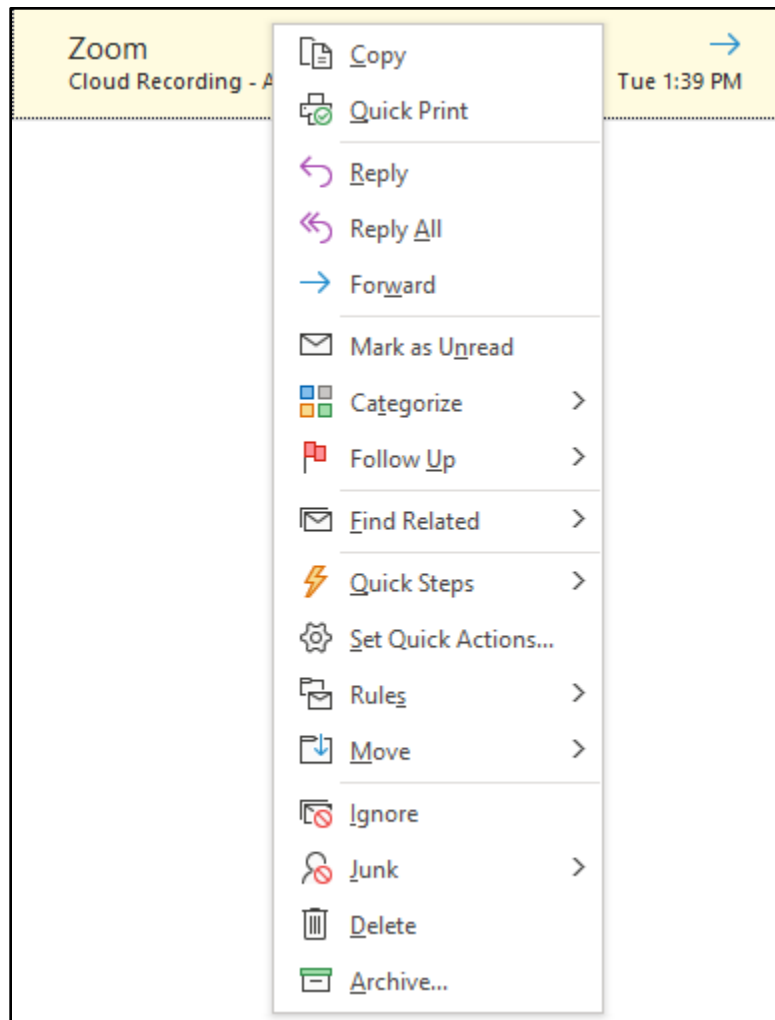 Zoom
Cloud Recording - A
Tue 1:39 PM
Copy
Quick Print
Reply
Reply All
Forward
Mark as Unread
Categorize
Follow Up
Find Related
Quick Steps
Set Quick Actions...
Rules
Move
Ignore
Junk
Delete
Archive...